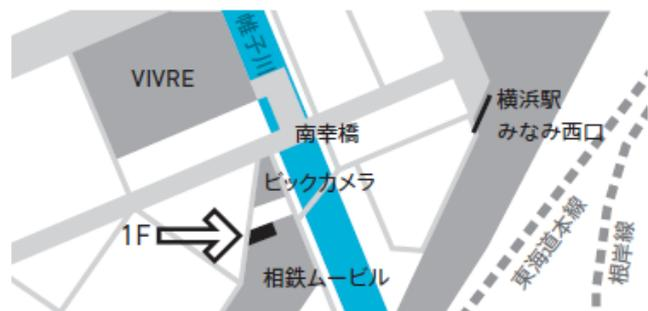 帷子川
VIVRE
横浜駅
みなみ西口
南幸橋
ビックカメラ
1F
相鉄ムービル
東海道本線
根岸線